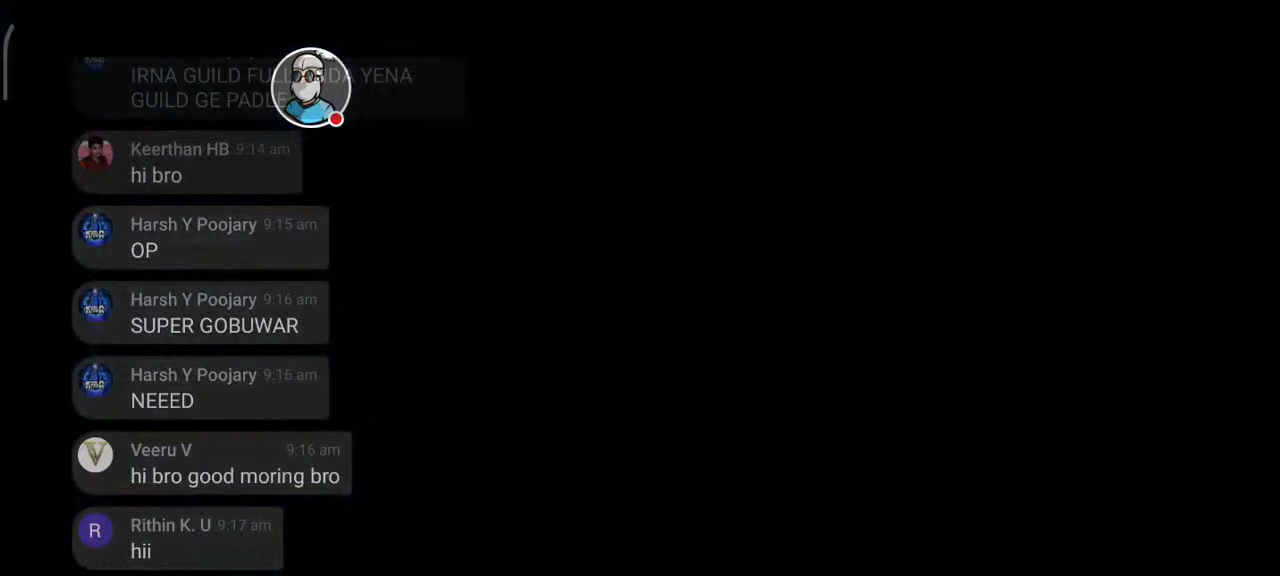 IRNA GUILD FULL YENA
GUILD GE
Keerthan HB 9:14 am
hi bro
Harsh Y Poojary 9:15 am
OP
Harsh Y Poojary 9:16 am
SUPER GOBUWAR
Harsh Y Poojary 9:16 am
NEEED
Veeru V 9:16 am
hi bro good moring bro
R
Rithin K. U 9:17 am
hii